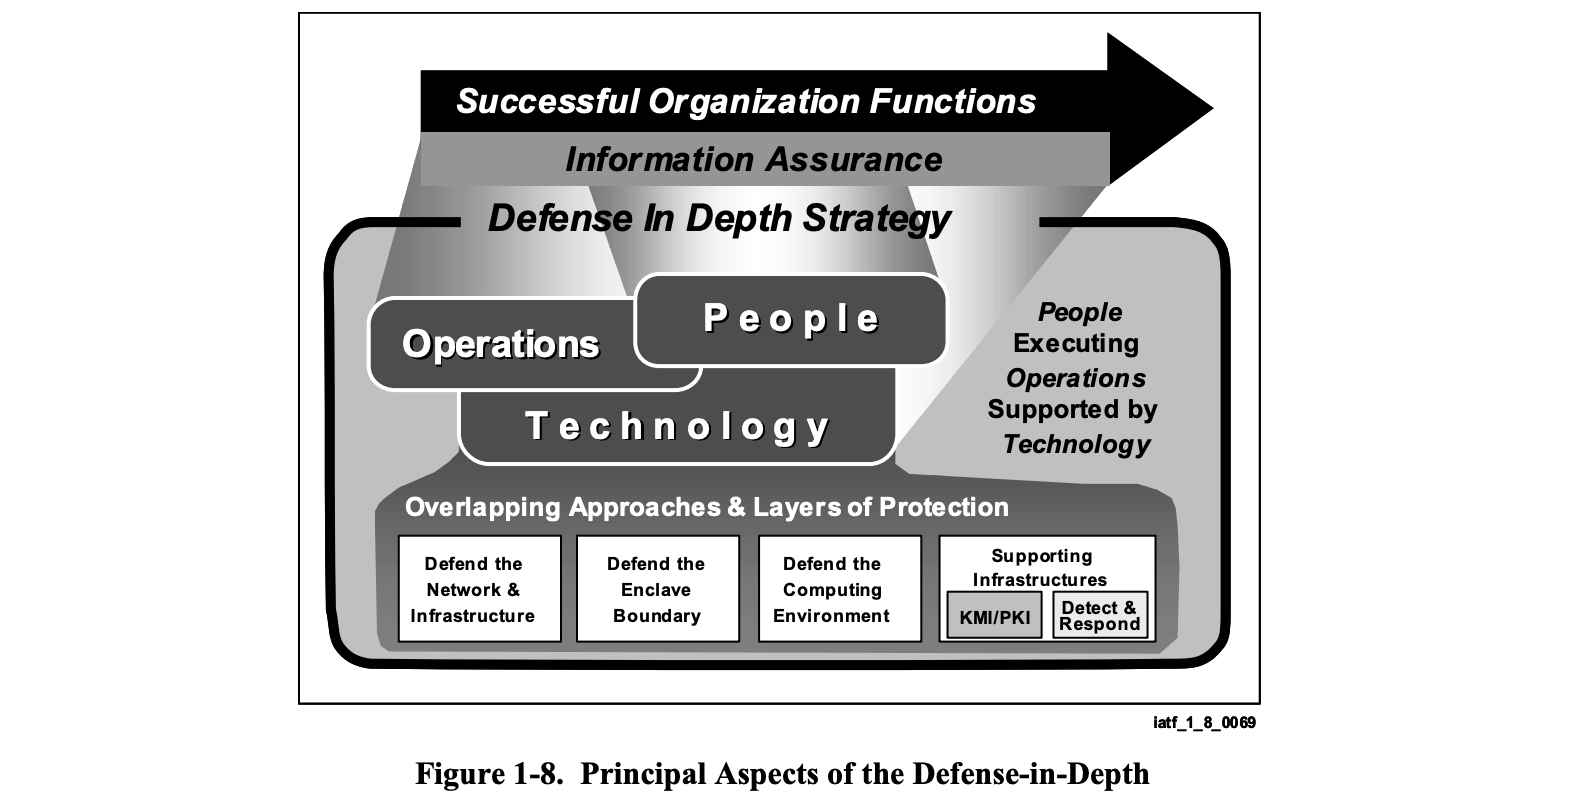 Successful Organization Functions
Information Assurance
Defense In Depth Strategy
People
Operations
Technology
People
Executing
Operations
Supported by
Technology
Overlapping Approaches & Layers of Protection
Defend the
Network &
Infrastructure
Defend the
Enclave
Boundary
Defend the
Computing
Environment
Supporting
Infrastructures
KMI/PKI
Detect &
Respond
iatf_1_8_0069
Figure 1-8.  Principal Aspects of the Defense-in-Depth